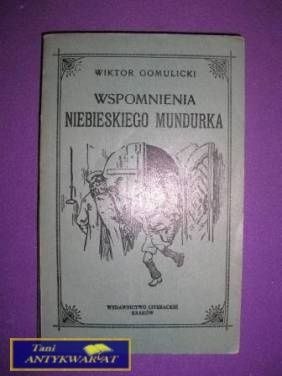 WIKTOR GOMULICKI
WSPOMNIENIA
NIEBIESKIEGO MUNDURKA
WYDAWNICTWO LITERACKIE
KRAKÓW
Tani
ANTYKWARIAT